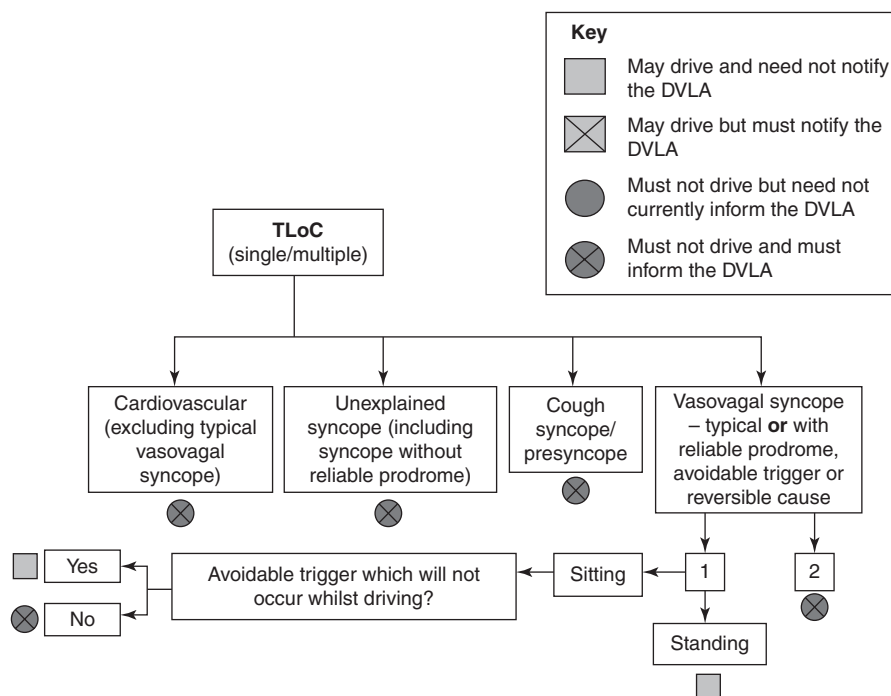 Key
May drive and need not notify
the DVLA
May drive but must notify the
DVLA
Must not drive but need not
currently inform the DVLA
Must not drive and must
inform the DVLA
TLoC
(single/multiple)
Cardiovascular
(excluding typical
vasovagal
syncope)
Unexplained
syncope (including
syncope without
reliable prodrome)
Cough
syncope/
presyncope
Vasovagal syncope
– typical or with
reliable prodrome,
avoidable trigger or
reversible cause
Yes
No
Avoidable trigger which will not
occur whilst driving?
Sitting
1
2
Standing